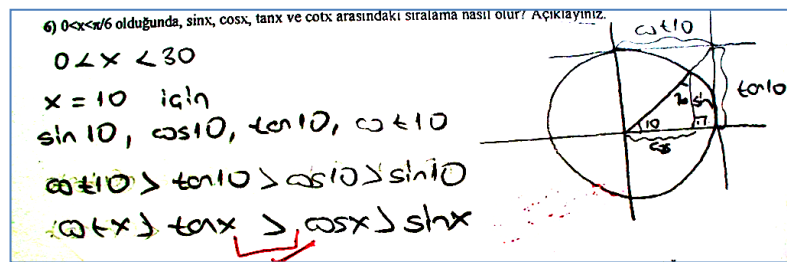 6) 0<x<π/6 olduğunda, sinx, cosx, tanx ve cotx arasındaki sıralama nasıl olur? Açıklayınız.
0<x<30
x = 10 için
sin10, cos10, tan10, cot10
cot10 > tan10 > cos10 > sin10
cotx > tanx > cosx > sinx
cot10
tan10
sin
10
cos